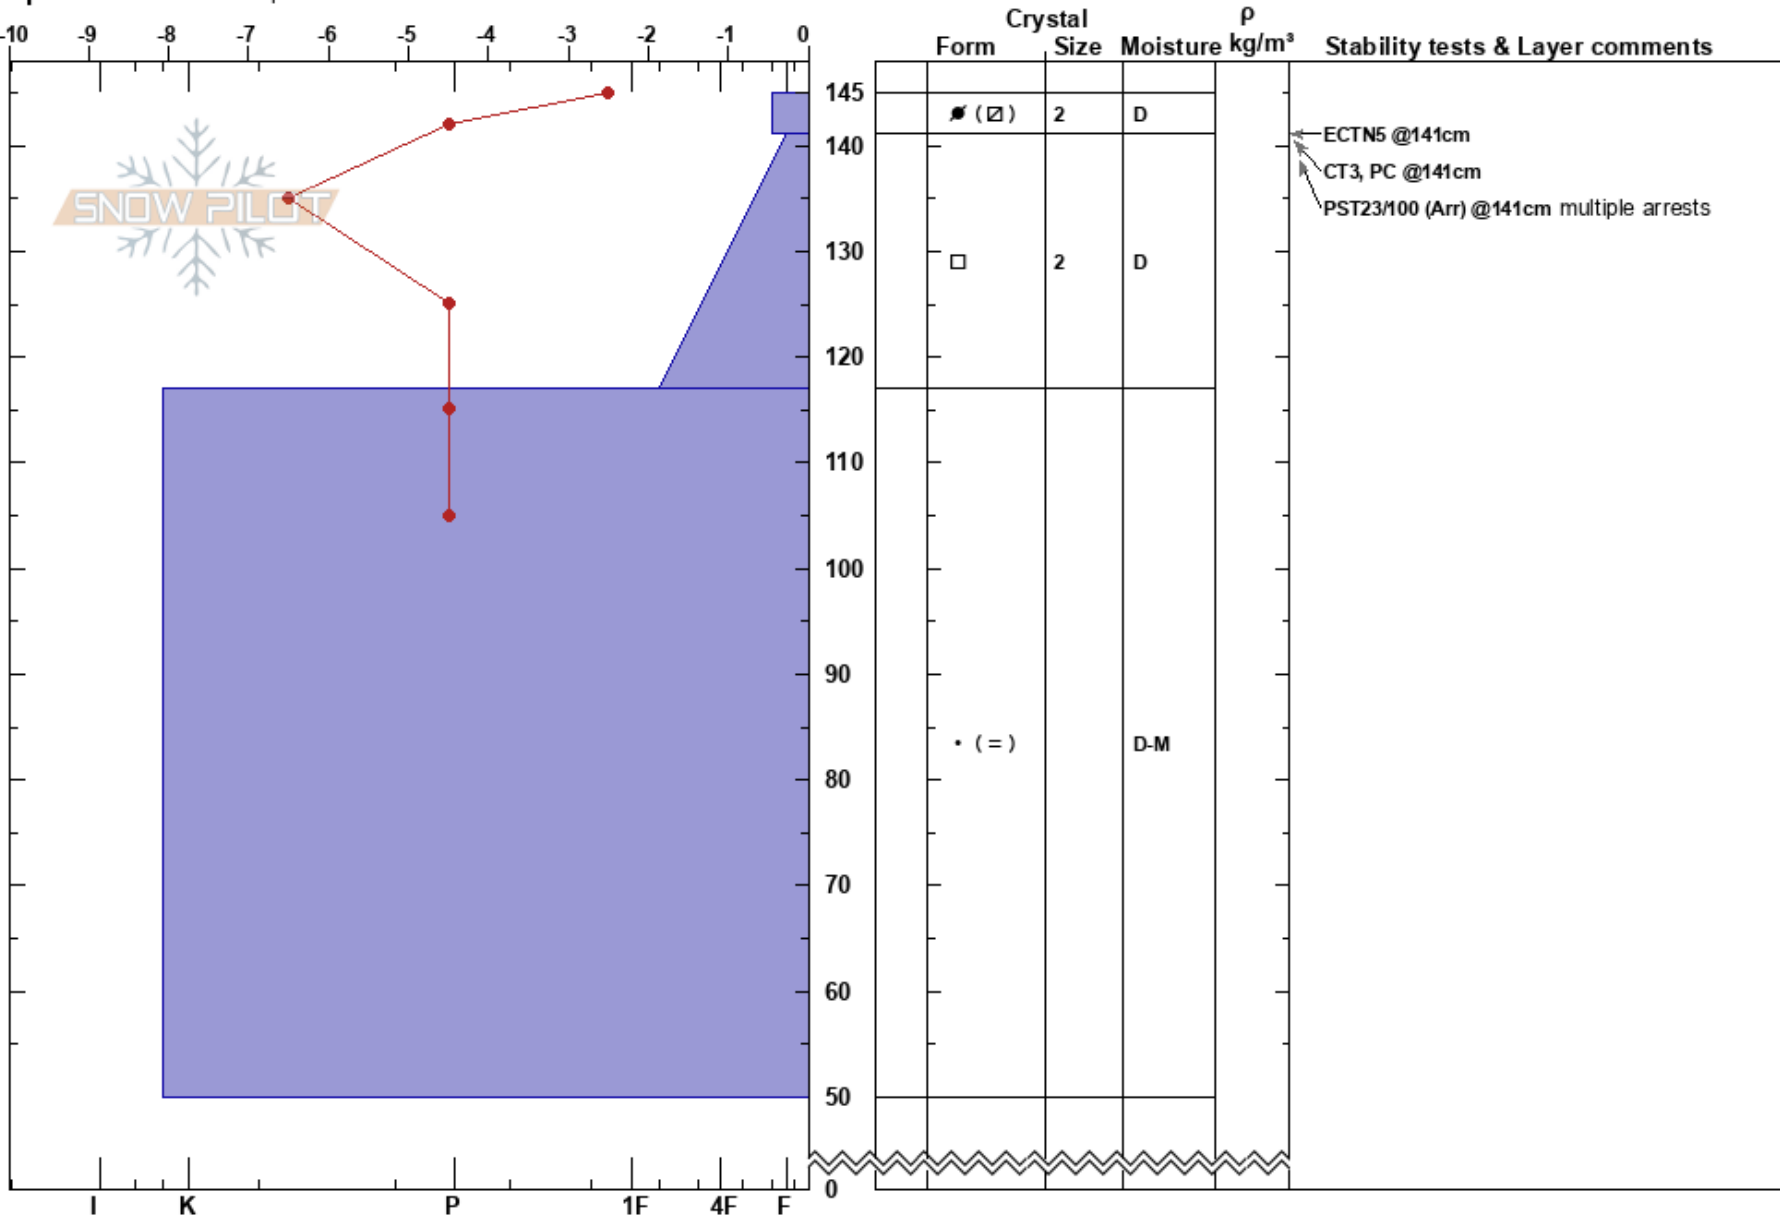 Crystal ρ
-10 -9 -8 -7 -6 -5 -4 -3 -2 -1 0 Form Size Moisture kg/m³ Stability tests & Layer comments
145
2 D
ECTN5 @141cm
140
CT3, PC @141cm
SNOW PILOT
PST23/100 (Arr) @141cm multiple arrests
130
2 D
120
110
100
90
• ( = ) D-M
80
70
60
50
0
I K P 1F 4F F